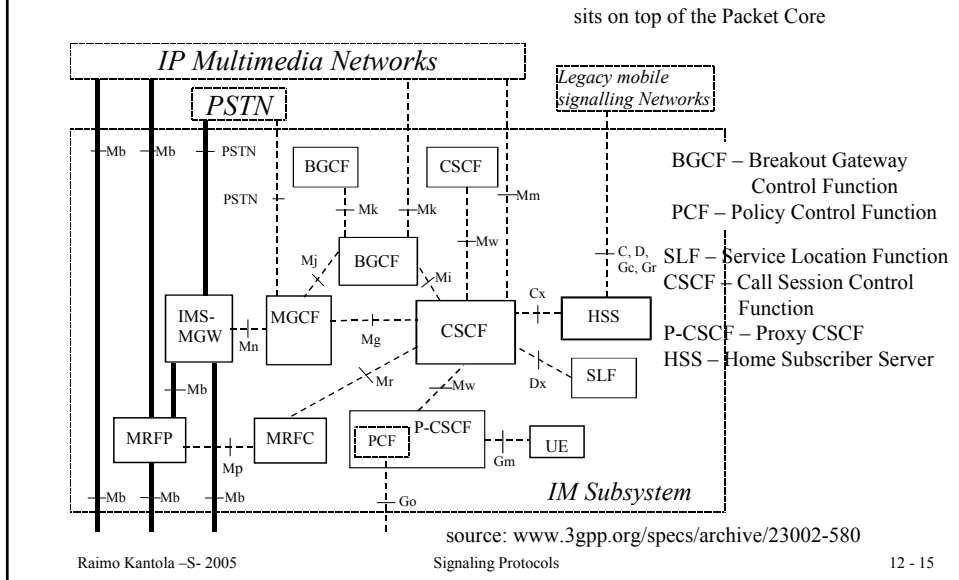 sits on top of the Packet Core
IP Multimedia Networks
Legacy mobile
signalling Networks
PSTN
Mb
Mb
PSTN
BGCF
CSCF
PSTN
Mk
Mk
Mm
BGCF – Breakout Gateway
Control Function
PCF – Policy Control Function
Mw
C, D,
Gc, Gr
SLF – Service Location Function
CSCF – Call Session Control
Function
P-CSCF – Proxy CSCF
HSS – Home Subscriber Server
BGCF
Mj
Mi
Cx
IMS-
MGW
Mn
MGCF
Mg
CSCF
HSS
Mb
Mr
Mw
Dx
SLF
MRFP
Mp
MRFC
PCF
P-CSCF
Gm
UE
Mb
Mb
Mb
Go
IM Subsystem
source: www.3gpp.org/specs/archive/23002-580
Raimo Kantola –S- 2005
Signaling Protocols
12 - 15